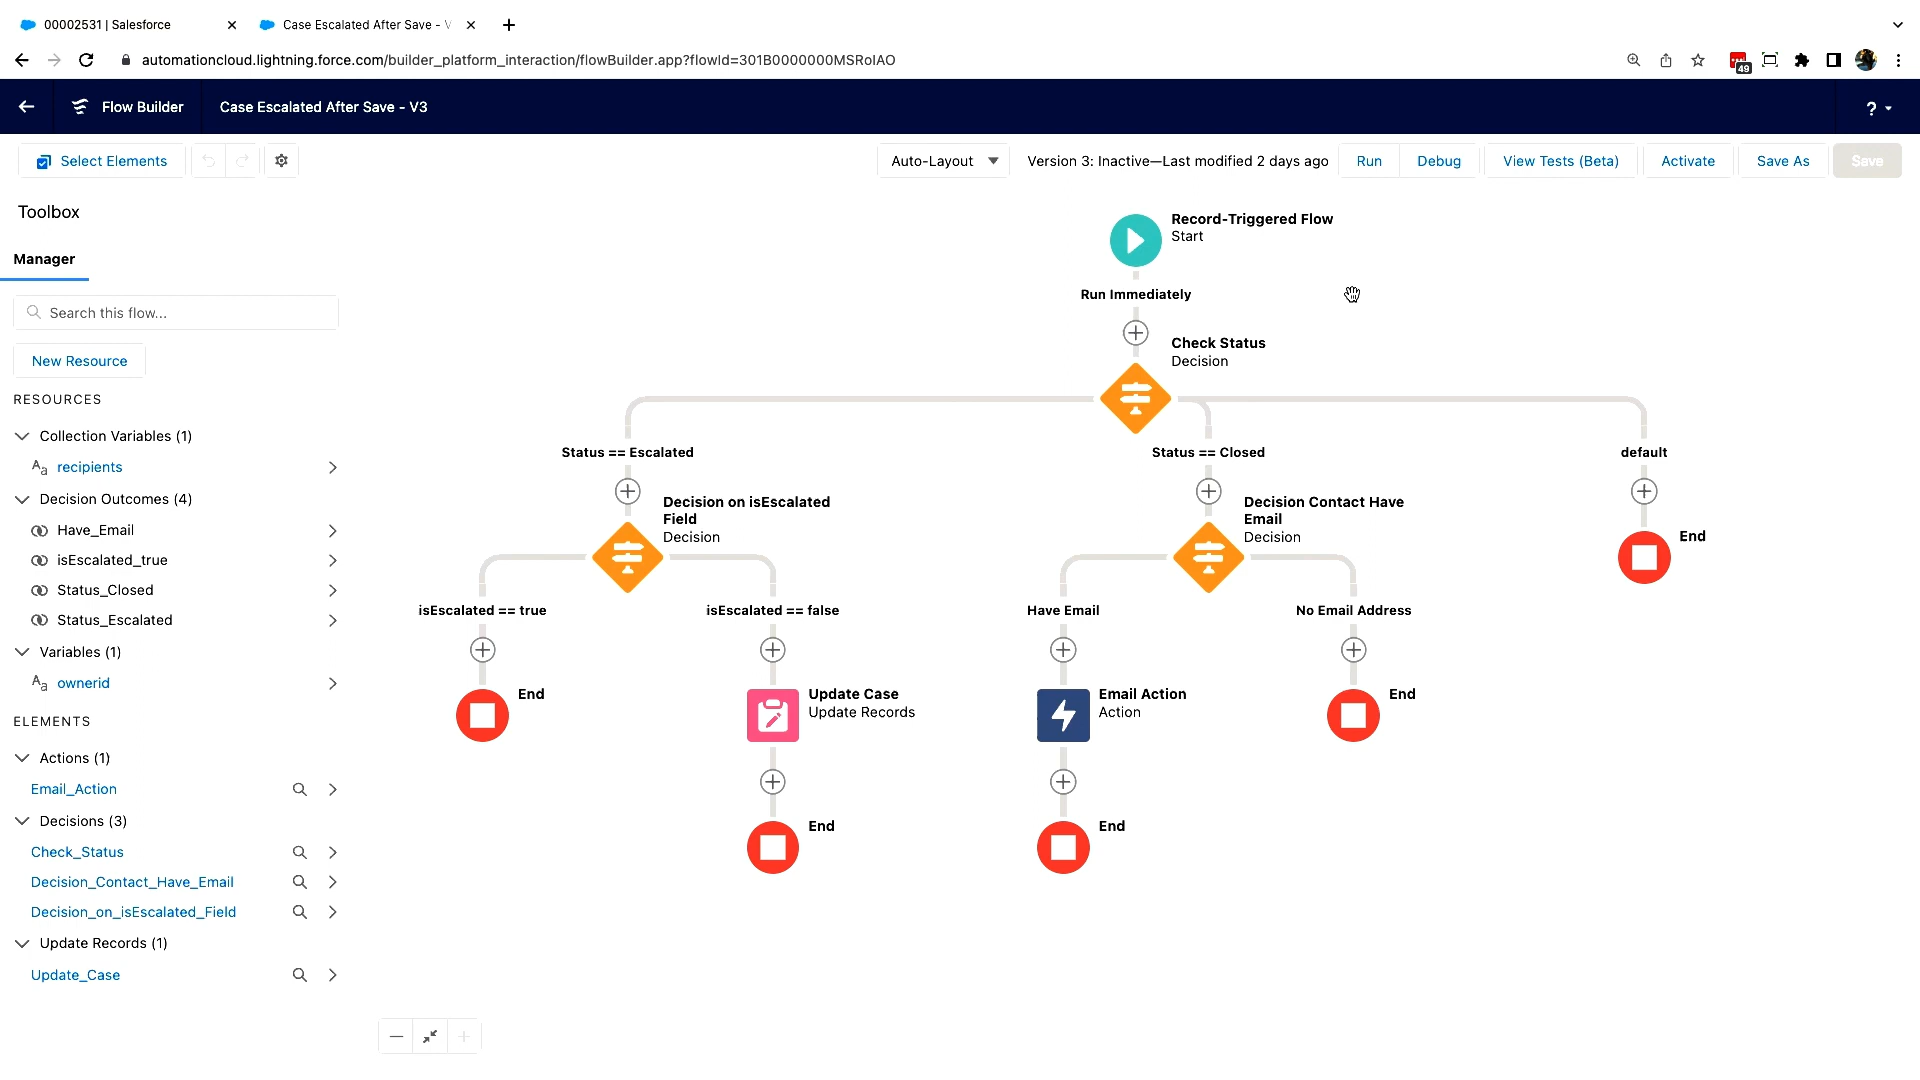 00002531 | Salesforce
Case Escalated After Save - V
automationcloud.lightning.force.com/builder_platform_interaction/flowBuilder.app?flowId=301B0000000MSRoIAO
49
Flow Builder
Case Escalated After Save - V3
?
Select Elements
Auto-Layout
Version 3: Inactive—Last modified 2 days ago
Run
Debug
View Tests (Beta)
Activate
Save As
Save
Toolbox
Manager
Search this flow...
New Resource
RESOURCES
Collection Variables (1)
Aa recipients
Decision Outcomes (4)
Have_Email
isEscalated_true
Status_Closed
Status_Escalated
Variables (1)
Aa ownerid
ELEMENTS
Actions (1)
Email_Action
Decisions (3)
Check_Status
Decision_Contact_Have_Email
Decision_on_isEscalated_Field
Update Records (1)
Update_Case
Record-Triggered Flow
Start
Run Immediately
Check Status
Decision
Status == Escalated
Status == Closed
default
Decision on isEscalated
Field
Decision
Decision Contact Have
Email
Decision
End
isEscalated == true
isEscalated == false
Have Email
No Email Address
End
Update Case
Update Records
Email Action
Action
End
End
End